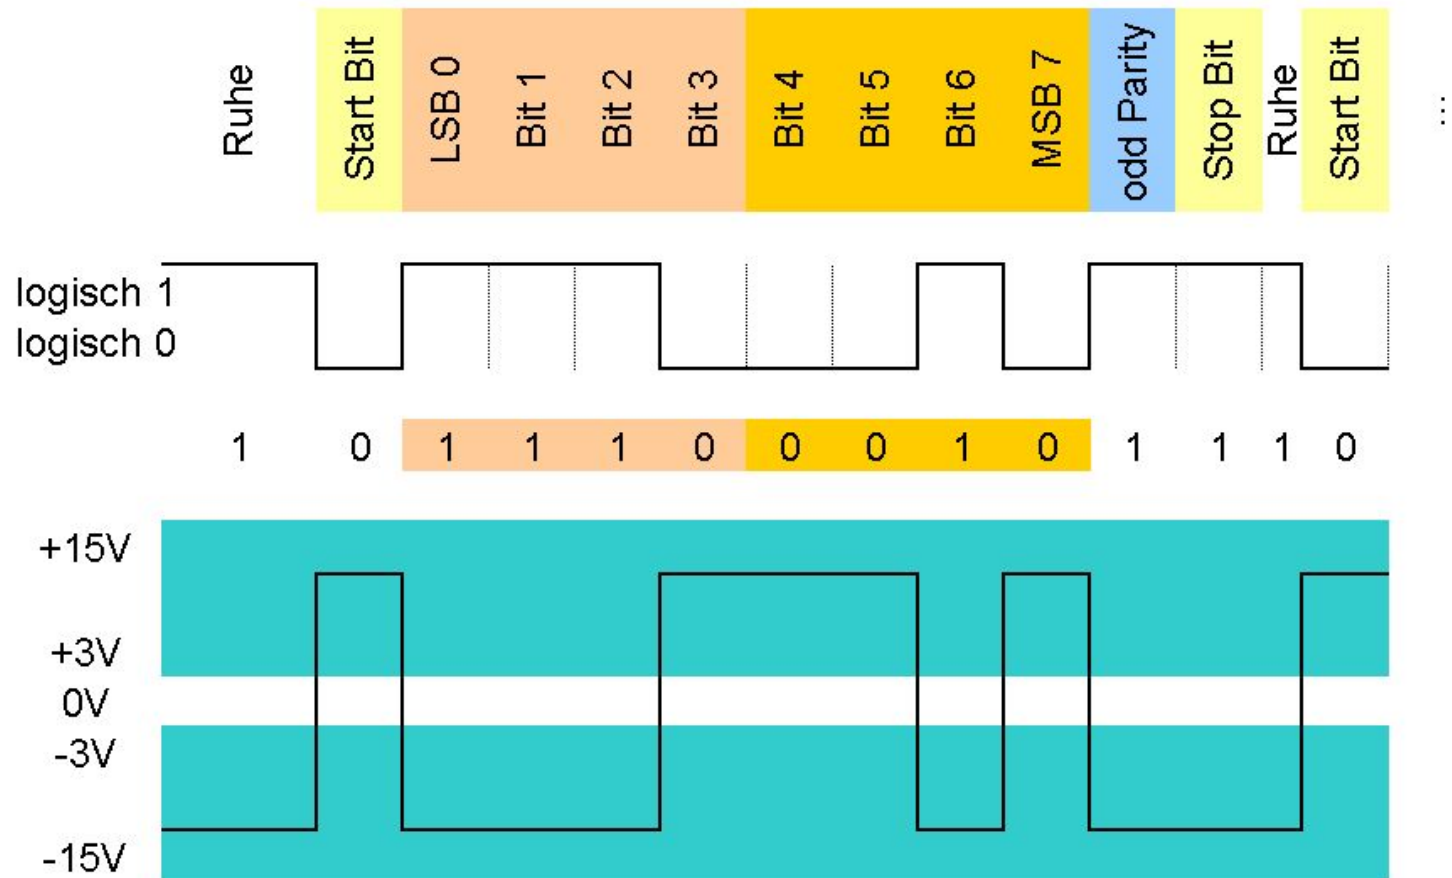 Ruhe Start Bit LSB 0 Bit 1 Bit 2 Bit 3 Bit 4 Bit 5 Bit 6 MSB 7 odd Parity Stop Bit Ruhe Start Bit ...
logisch 1
logisch 0
1 0 1 1 1 0 0 0 1 0 1 1 1 0
+15V
+3V
0V
-3V
-15V